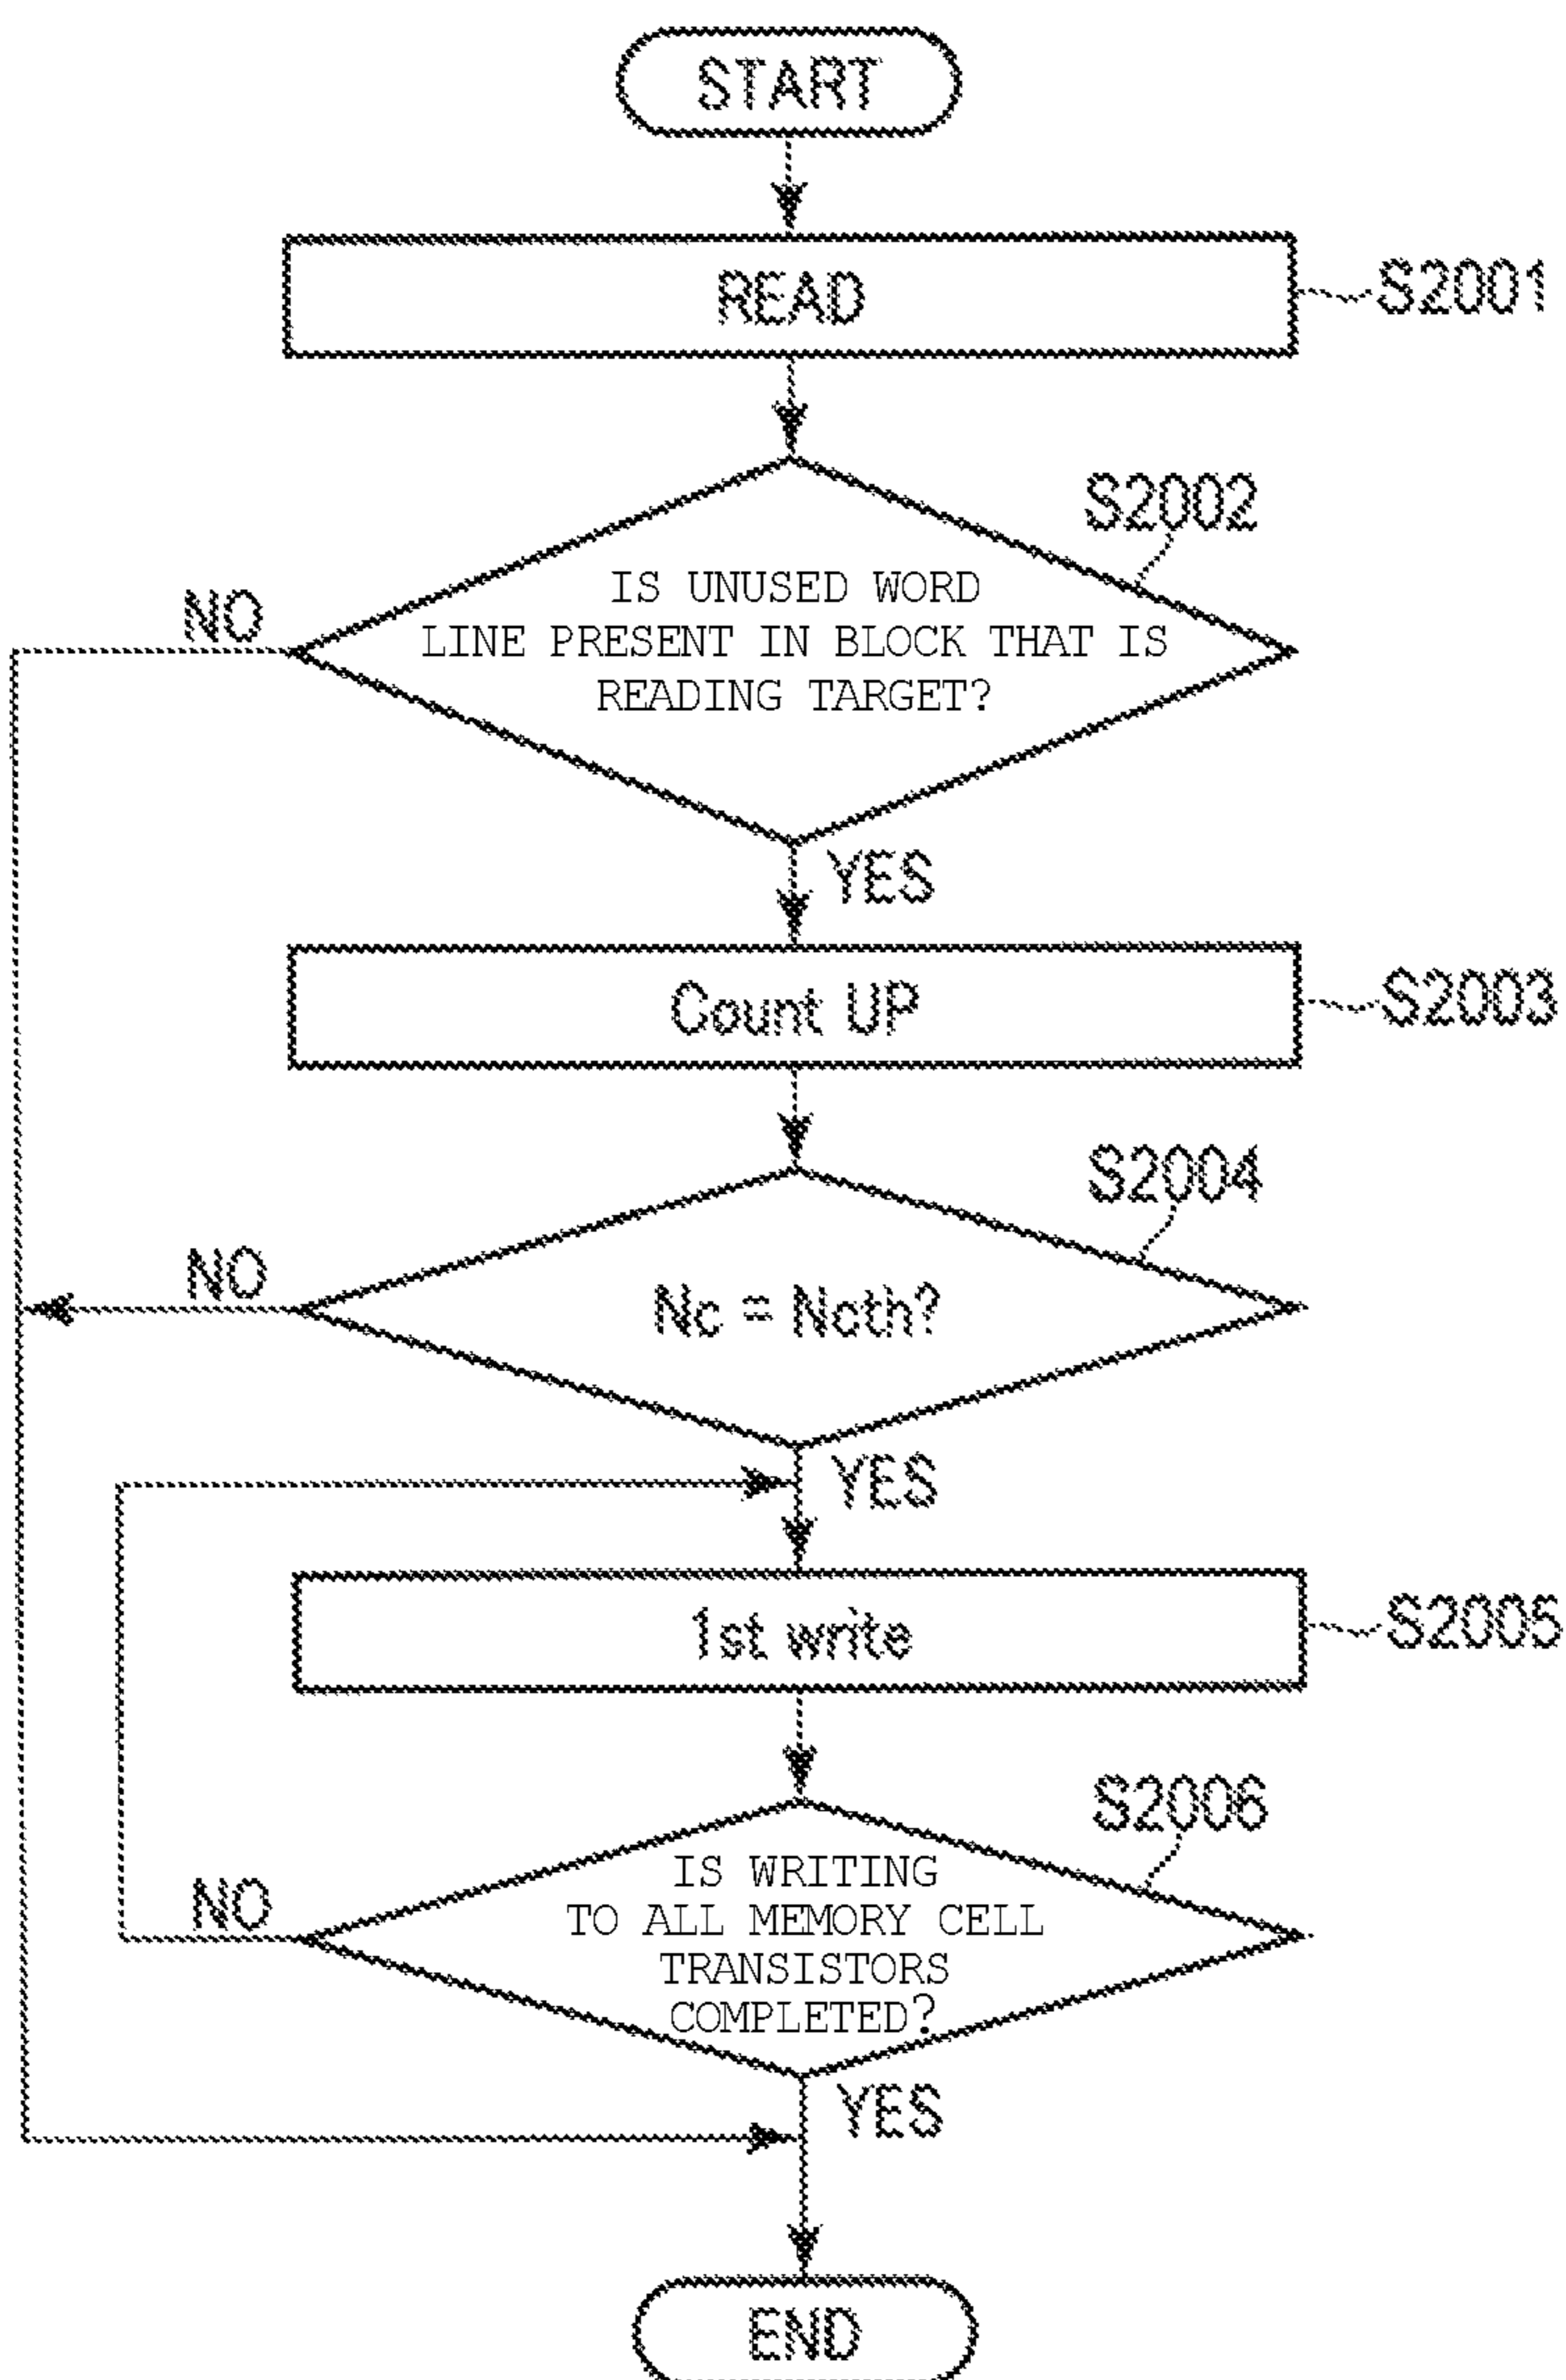 START
READ
S2001
S2002
IS UNUSED WORD
LINE PRESENT IN BLOCK THAT IS
READING TARGET?
NO
YES
Count UP
S2003
S2004
Nc = Ncth?
NO
YES
1st write
S2005
S2006
IS WRITING
TO ALL MEMORY CELL
TRANSISTORS
COMPLETED?
NO
YES
END